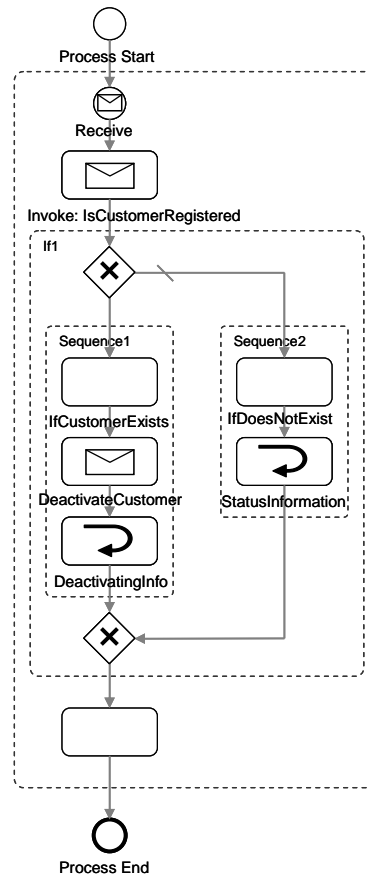 Process Start
Receive
Invoke: IsCustomerRegistered
If1
Sequence1
Sequence2
IfCustomerExists
IfDoesNotExist
DeactivateCustomer
StatusInformation
DeactivatingInfo
Process End